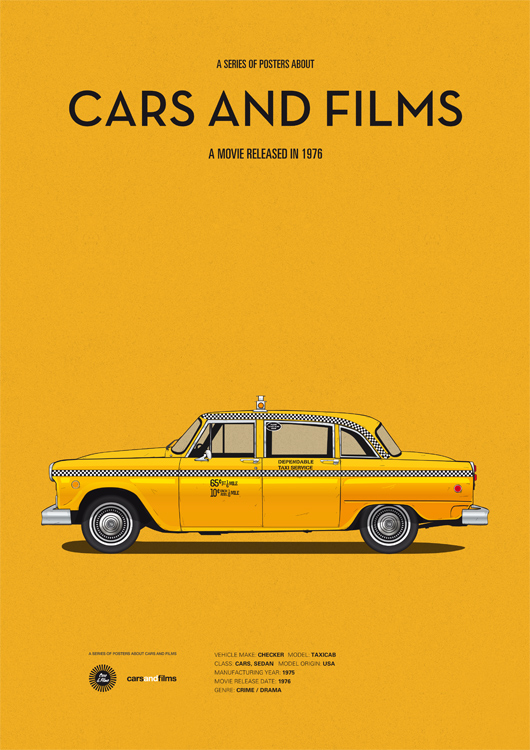 A SERIES OF POSTERS ABOUT
CARS AND FILMS
A MOVIE RELEASED IN 1976
DEPENDABLE
TAXI SERVICE
65¢
MILE
10¢
MILE
A SERIES OF POSTERS ABOUT CARS AND FILMS
carsandfilms
VEHICLE MAKE: CHECKER MODEL: TAXICAB
CLASS: CARS, SEDAN MODEL ORIGIN: USA
MANUFACTURING YEAR: 1975
MOVIE RELEASE DATE: 1976
GENRE: CRIME / DRAMA